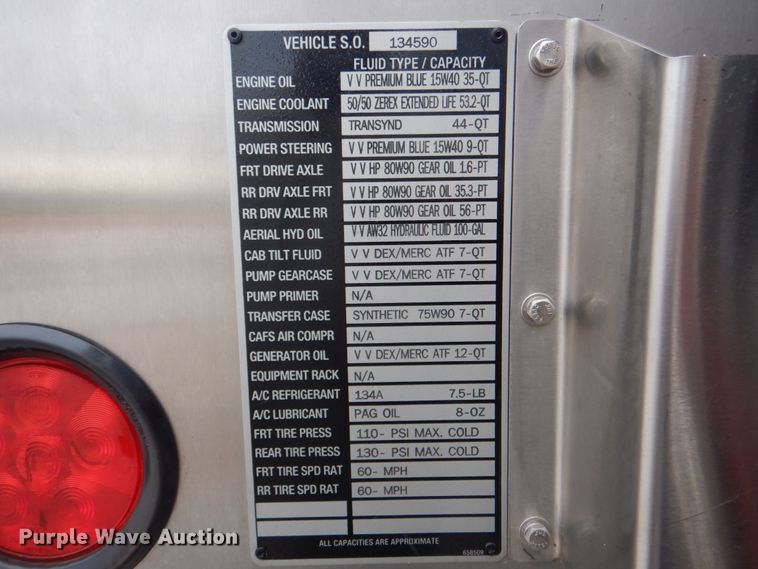 VEHICLE S.O. 134590
FLUID TYPE / CAPACITY
ENGINE OIL V V PREMIUM BLUE 15W40 35-QT
ENGINE COOLANT 50/50 ZEREX EXTENDED LIFE 53.2-QT
TRANSMISSION TRANSYND 44-QT
POWER STEERING V V PREMIUM BLUE 15W40 9-QT
FRT DRIVE AXLE V V HP 80W90 GEAR OIL 1.6-PT
RR DRV AXLE FRT V V HP 80W90 GEAR OIL 35.3-PT
RR DRV AXLE RR V V HP 80W90 GEAR OIL 56-PT
AERIAL HYD OIL V V AW32 HYDRAULIC FLUID 100-GAL
CAB TILT FLUID V V DEX/MERC ATF 7-QT
PUMP GEARCASE V V DEX/MERC ATF 7-QT
PUMP PRIMER N/A
TRANSFER CASE SYNTHETIC 75W90 7-QT
CAFS AIR COMPR N/A
GENERATOR OIL V V DEX/MERC ATF 12-QT
EQUIPMENT RACK N/A
A/C REFRIGERANT 134A 7.5-LB
A/C LUBRICANT PAG OIL 8-OZ
FRT TIRE PRESS 110- PSI MAX. COLD
REAR TIRE PRESS 130- PSI MAX. COLD
FRT TIRE SPD RAT 60- MPH
RR TIRE SPD RAT 60- MPH
ALL CAPACITIES ARE APPROXIMATE 658509
Purple Wave Auction